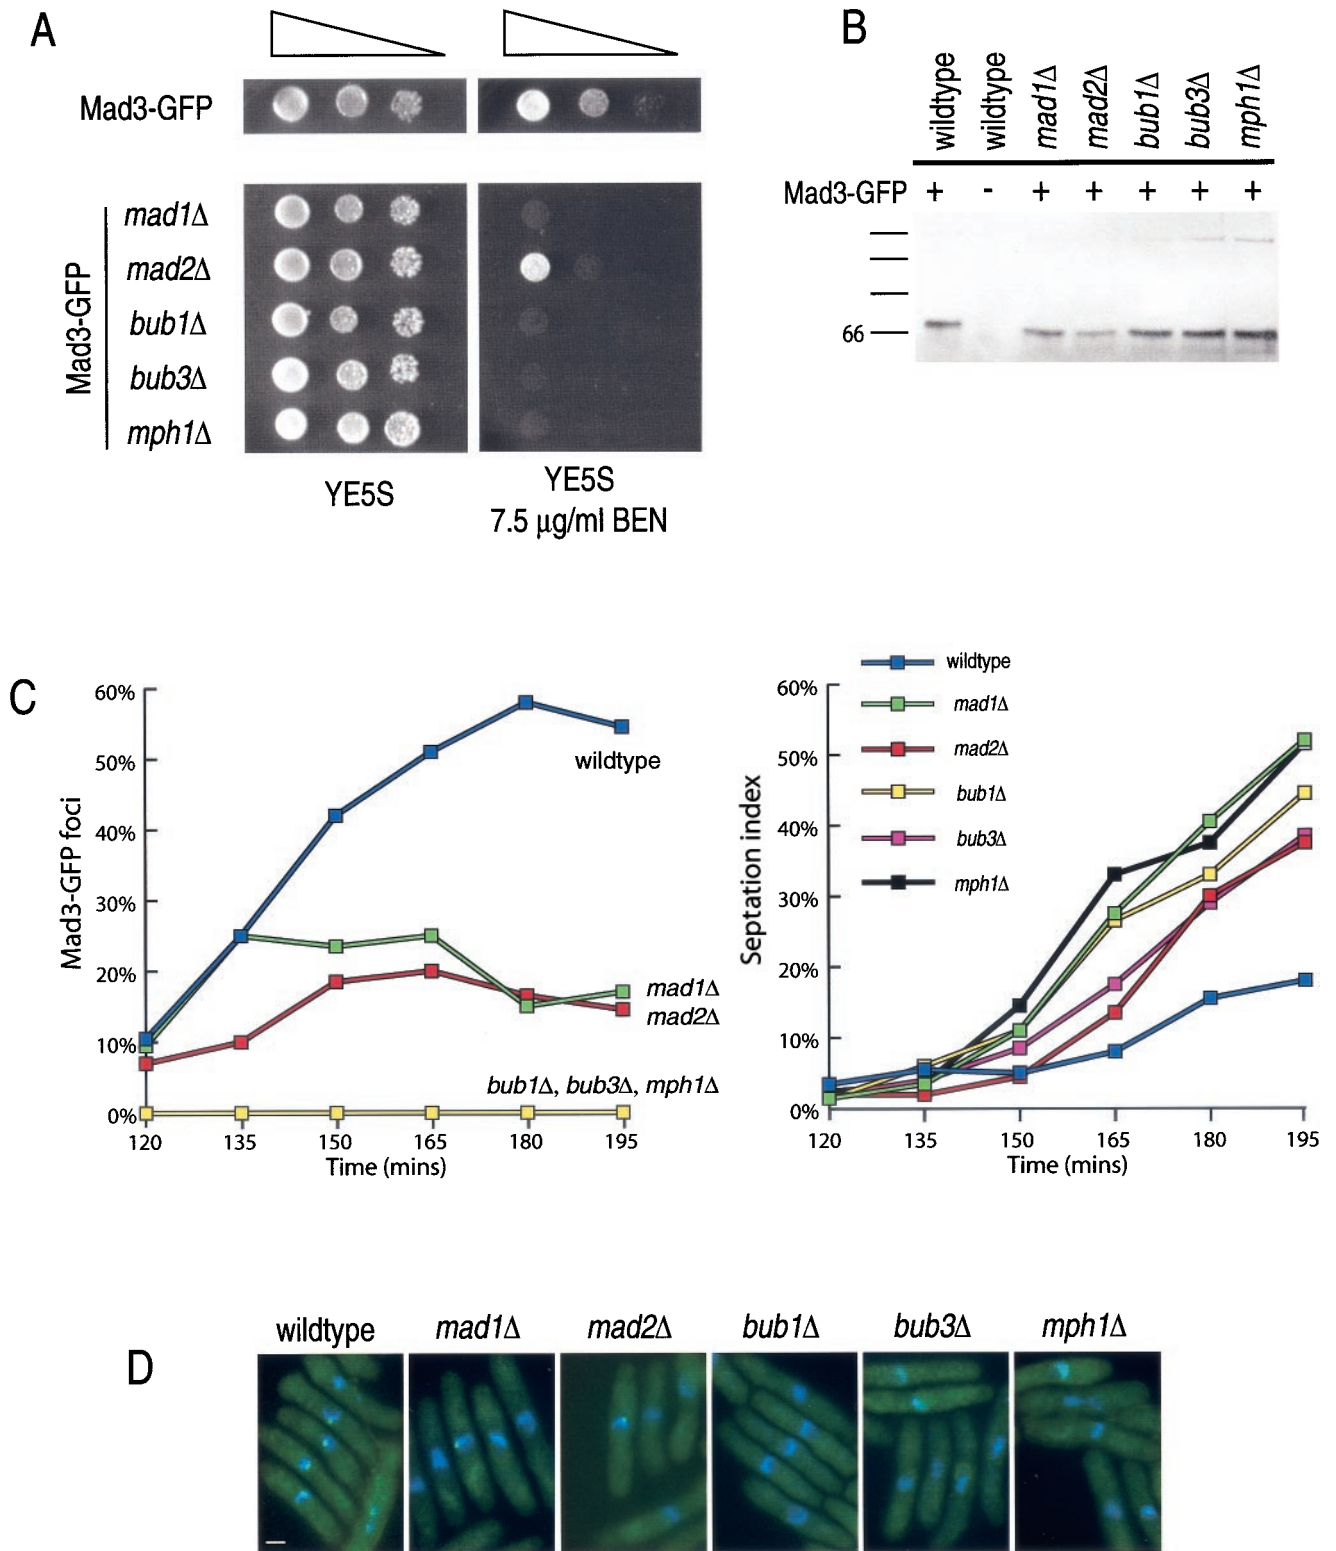 A
Mad3-GFP
Mad3-GFP
mad1Δ
mad2Δ
bub1Δ
bub3Δ
mph1Δ
YE5S
YE5S
7.5 µg/ml BEN
B
wildtype
wildtype
mad1Δ
mad2Δ
bub1Δ
bub3Δ
mph1Δ
Mad3-GFP + - + + + + +
66
C
Mad3-GFP foci
60%
50%
40%
30%
20%
10%
0%
wildtype
mad1Δ
mad2Δ
bub1Δ, bub3Δ, mph1Δ
120 135 150 165 180 195
Time (mins)
Septation index
60%
50%
40%
30%
20%
10%
0%
wildtype
mad1Δ
mad2Δ
bub1Δ
bub3Δ
mph1Δ
120 135 150 165 180 195
Time (mins)
D
wildtype mad1Δ mad2Δ bub1Δ bub3Δ mph1Δ